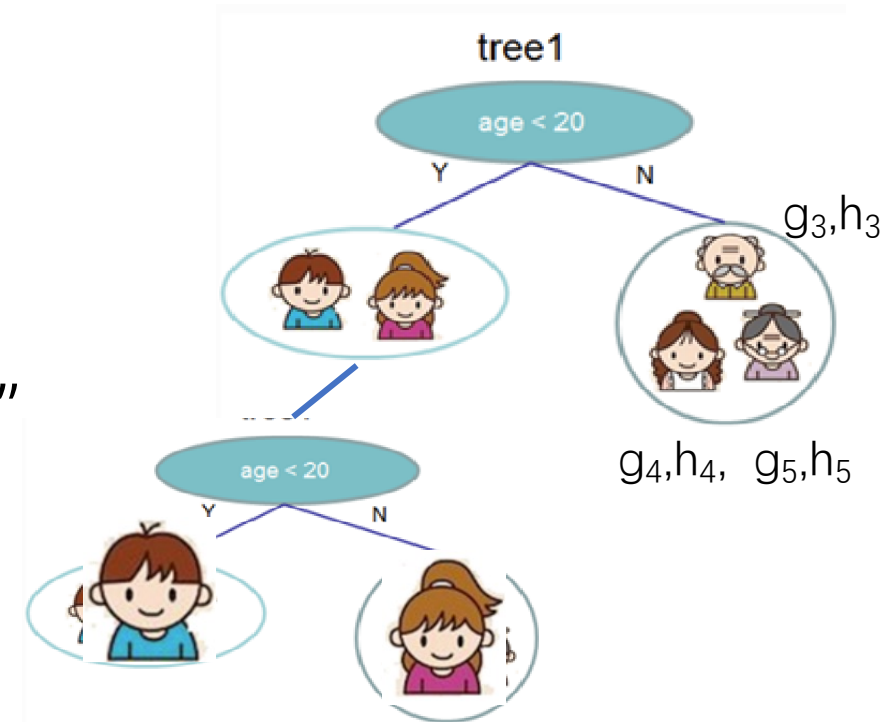 tree1
age < 20
Y N
g₃,h₃
"
g₄,h₄, g₅,h₅
age < 20
Y N